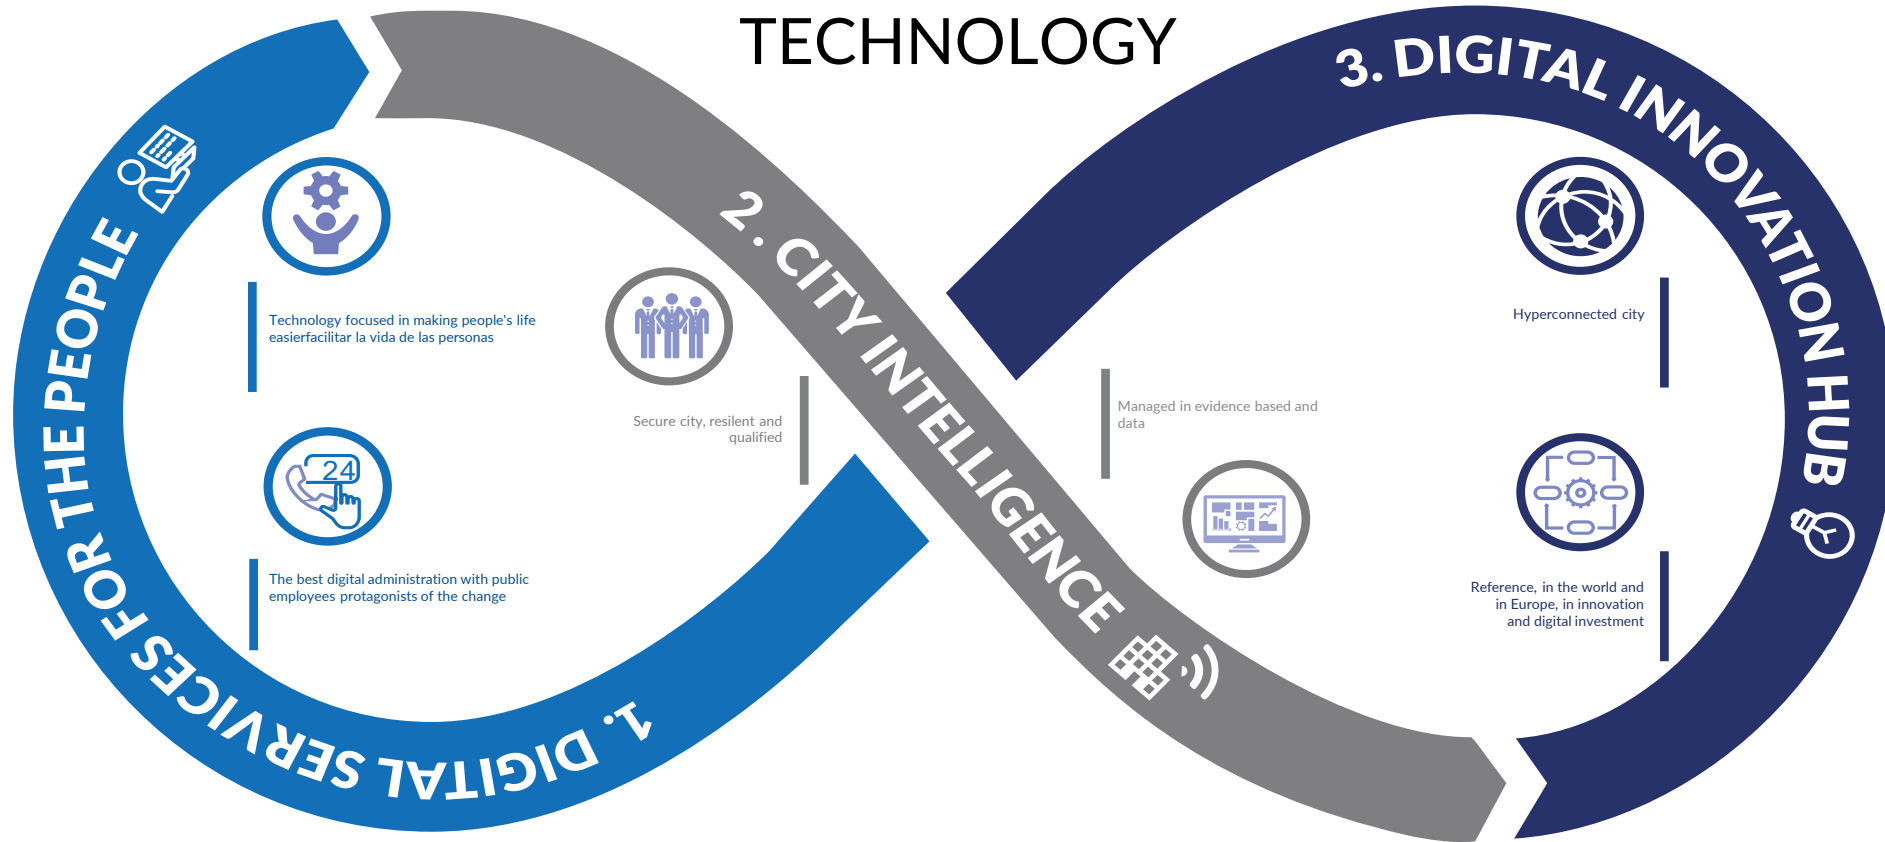 TECHNOLOGY
1. DIGITAL SERVICES FOR THE PEOPLE
Technology focused in making people's life
easierfacilitar la vida de las personas
24
The best digital administration with public
employees protagonists of the change
2. CITY INTELLIGENCE
Secure city, resilent and
qualified
Managed in evidence based and
data
3. DIGITAL INNOVATION HUB
Hyperconnected city
Reference, in the world and
in Europe, in innovation
and digital investment